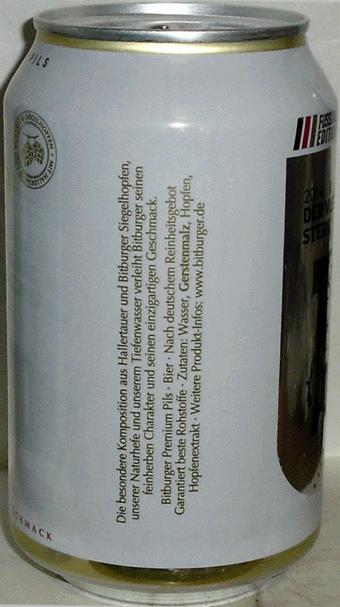 PILS
Die besondere Komposition aus Hallertauer und Bitburger Siegelhopfen,
unserer Naturhefe und unserem Tiefenwasser verleiht Bitburger seinen
feinherben Charakter und seinen einzigartigen Geschmack.
Bitburger Premium Pils · Bier · Nach deutschem Reinheitsgebot
Garantiert beste Rohstoffe · Zutaten: Wasser, Gerstenmalz, Hopfen,
Hopfenextrakt · Weitere Produkt-Infos: www.bitburger.de